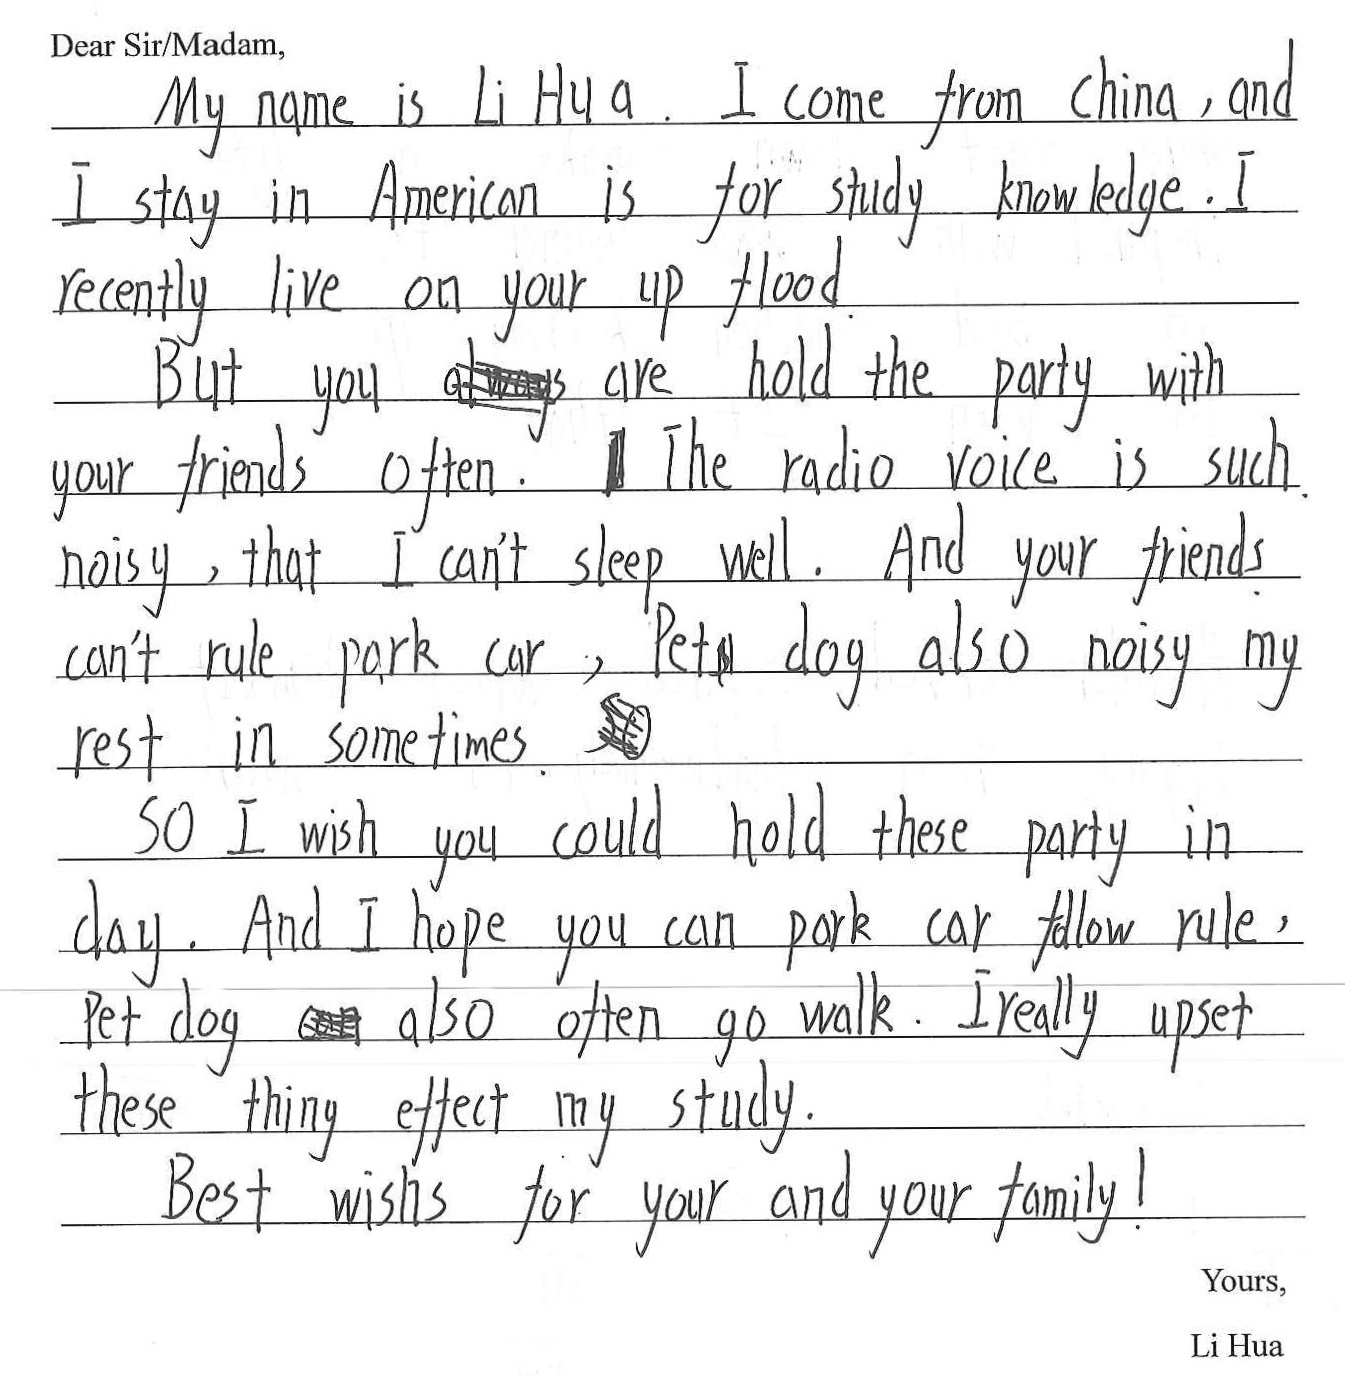 Dear Sir/Madam,
My name is Li Hua. I come from China, and
I stay in American is for study knowledge. I
recently live on your up flood.
But you are hold the party with
your friends often. The radio voice is such
noisy, that I can't sleep well. And your friends
can't rule park car, Pet dog also noisy my
rest in sometimes.
SO I wish you could hold these party in
day. And I hope you can park car follow rule,
Pet dog also often go walk. I really upset
these thing effect my study.
Best wishs for your and your family!
Yours,
Li Hua